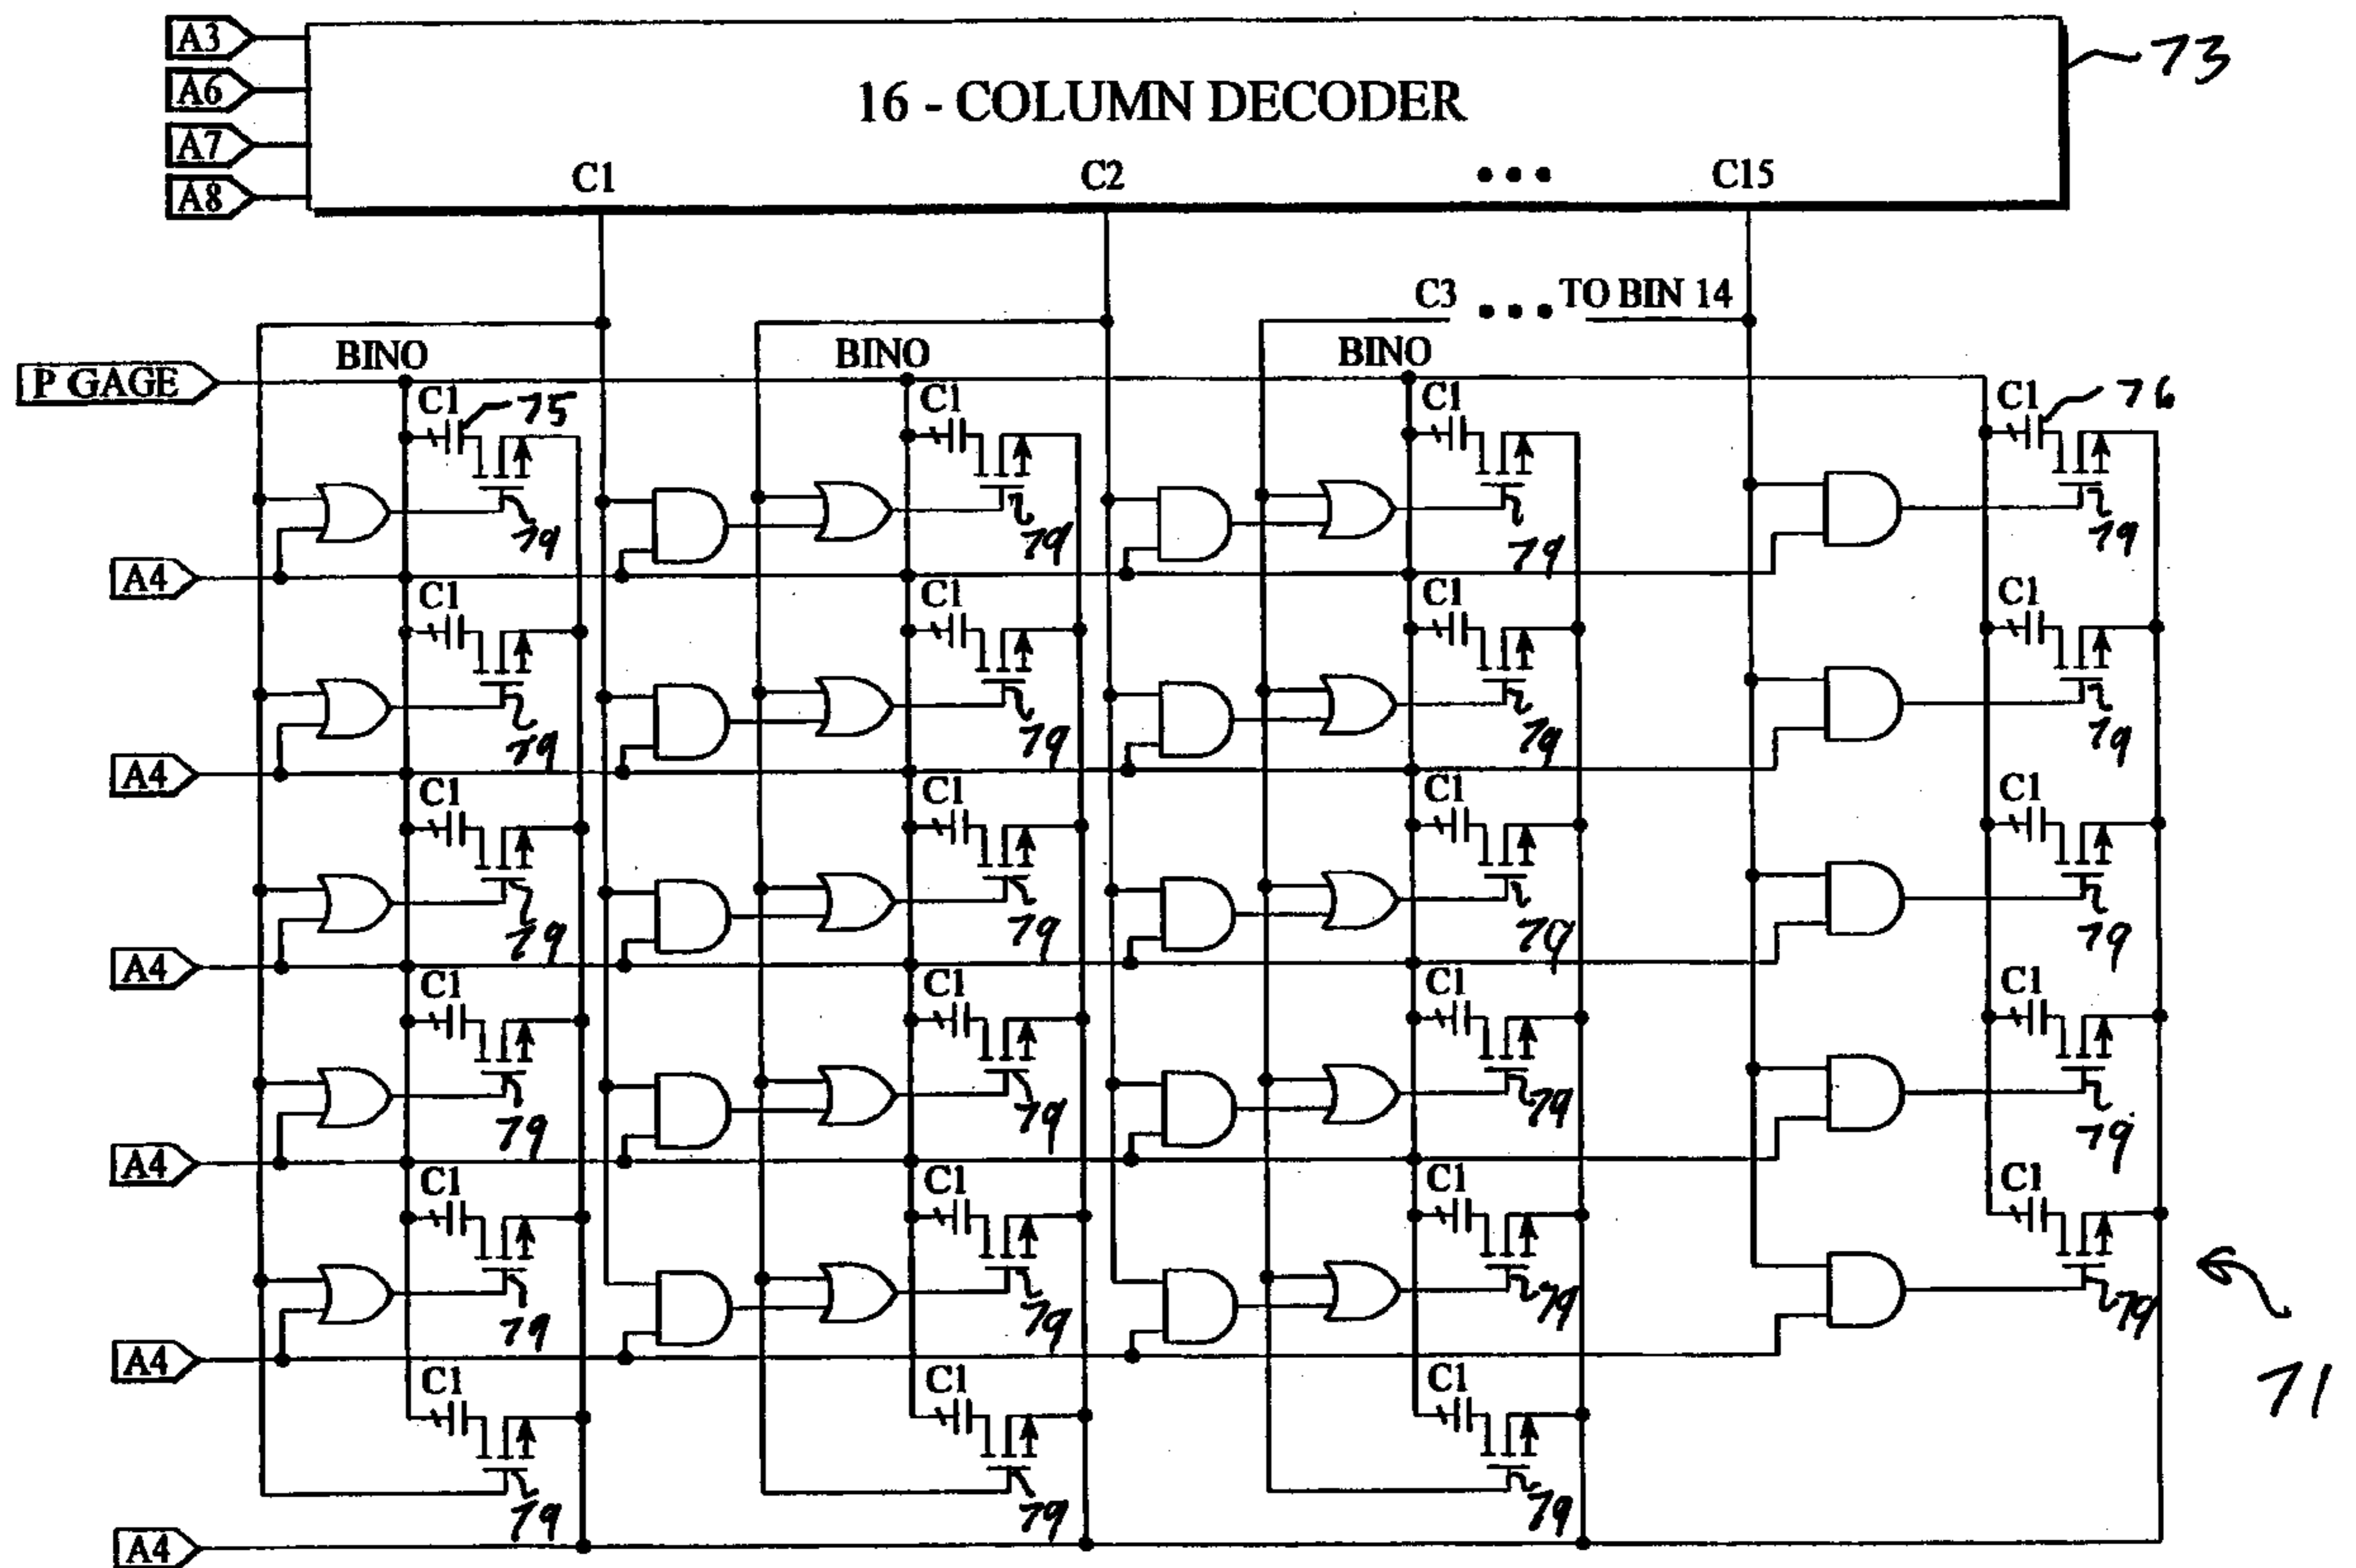 A3
73
A6
16 - COLUMN DECODER
A7
A8
C1 C2 ••• C15
C3 ••• TO BIN 14
BINO BINO BINO
P GAGE
C1 75 C1 C1 C1 76
79 79 79 79
A4
C1 C1 C1 C1
79 79 79 79
A4
C1 C1 C1 C1
79 79 79 79
A4
C1 C1 C1 C1
79 79 79 79
A4
C1 C1 C1 C1
79 79 79 79
A4
C1 C1 C1
71
79 79 79
A4